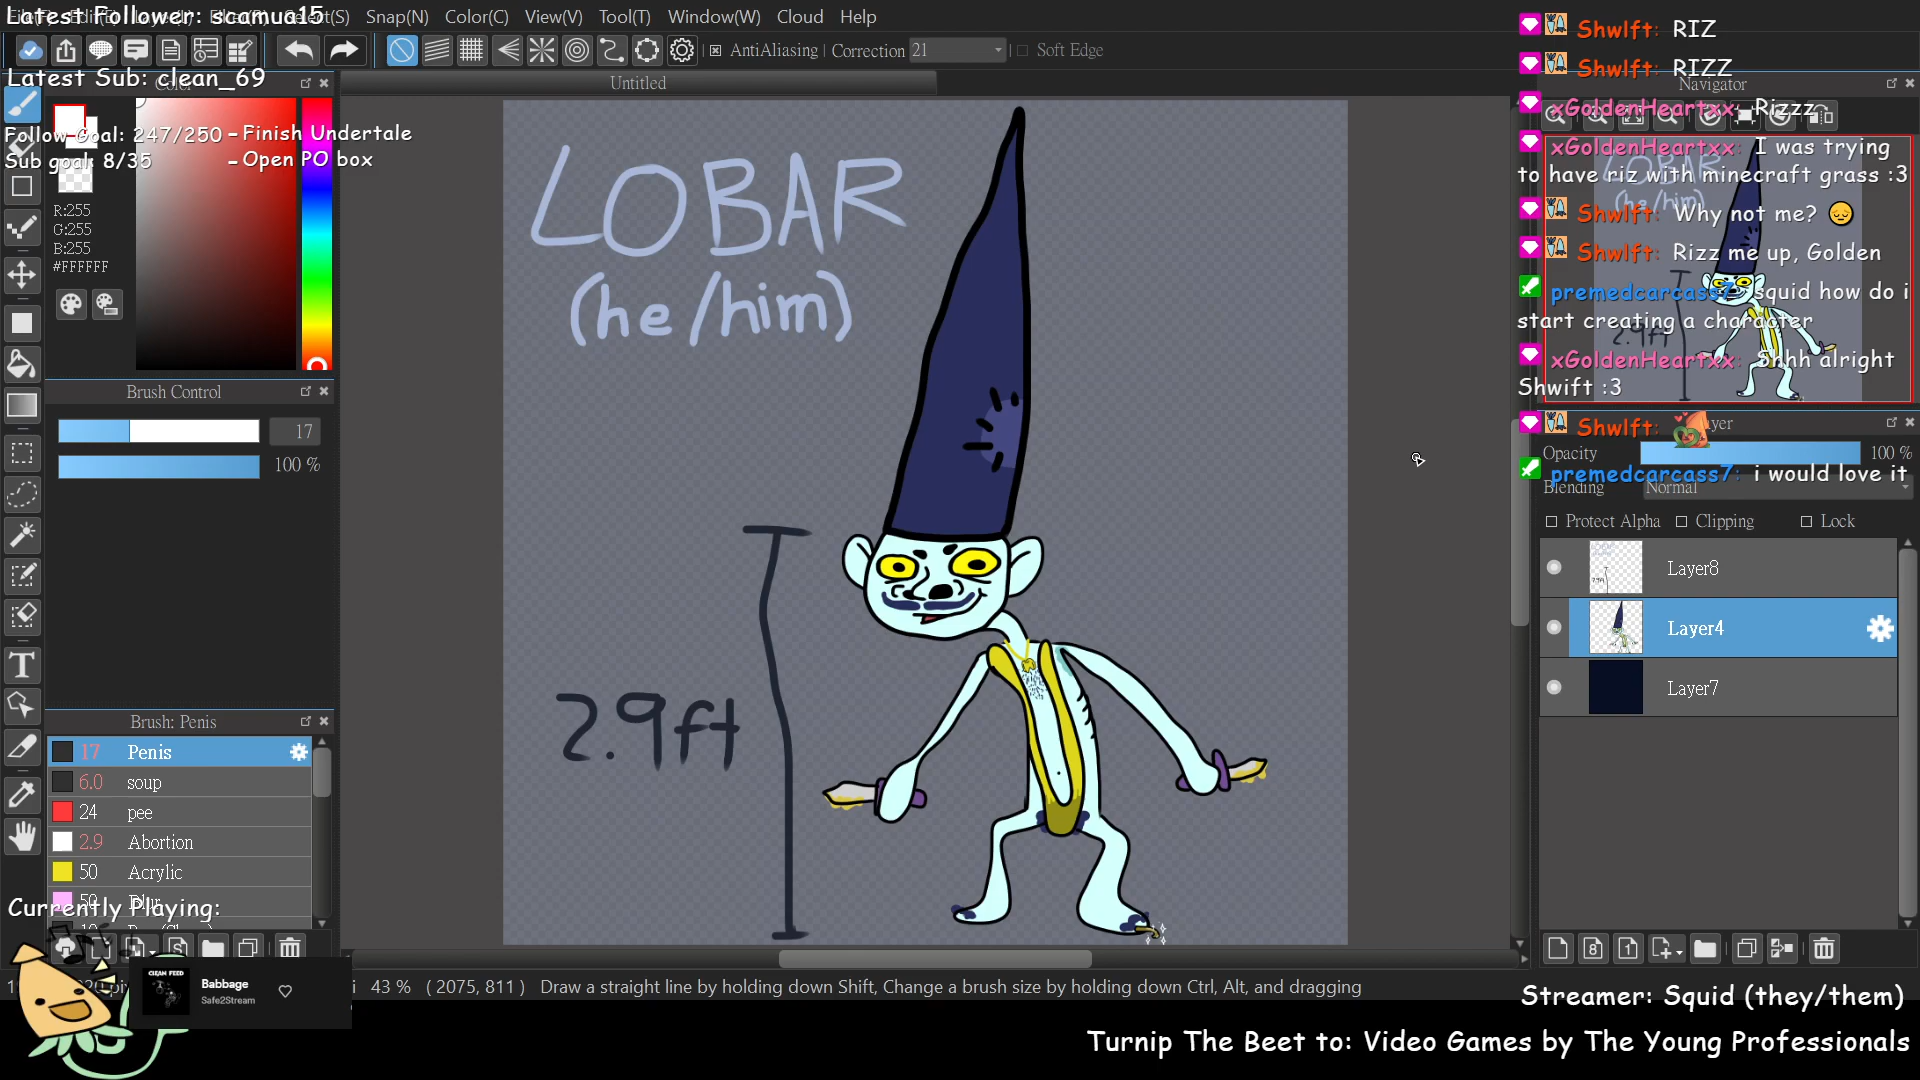 Latest Follower: scamus15
Select(S) Snap(N) Color(C) View(V) Tool(T) Window(W) Cloud Help
AntiAliasing Correction 21 Soft Edge
Latest Sub: clean_69
Color
Untitled
Follow Goal: 247/250 - Finish Undertale
Sub goal: 8/35 - Open PO box
R:255
G:255
B:255
#FFFFFF
Brush Control
17
100 %
Brush: Penis
17 Penis
6.0 soup
24 pee
2.9 Abortion
50 Acrylic
50 Blur
Currently Playing:
CLEAN FEED
Babbage
Safe2Stream
LOBAR
(he/him)
2.9ft
43 % ( 2075, 811 ) Draw a straight line by holding down Shift, Change a brush size by holding down Ctrl, Alt, and dragging
Shwlft: RIZ
Shwlft: RIZZ
Navigator
xGoldenHeartxx: Rizzz
xGoldenHeartxx: I was trying
to have riz with minecraft grass :3
Shwlft: Why not me? 😔
Shwlft: Rizz me up, Golden
premedcarcass7: squid how do i
start creating a character
xGoldenHeartxx: Shhh alright
Shwift :3
Shwlft:
premedcarcass7: i would love it
Opacity 100 %
Blending Normal
Protect Alpha Clipping Lock
Layer8
Layer4
Layer7
Streamer: Squid (they/them)
Turnip The Beet to: Video Games by The Young Professionals